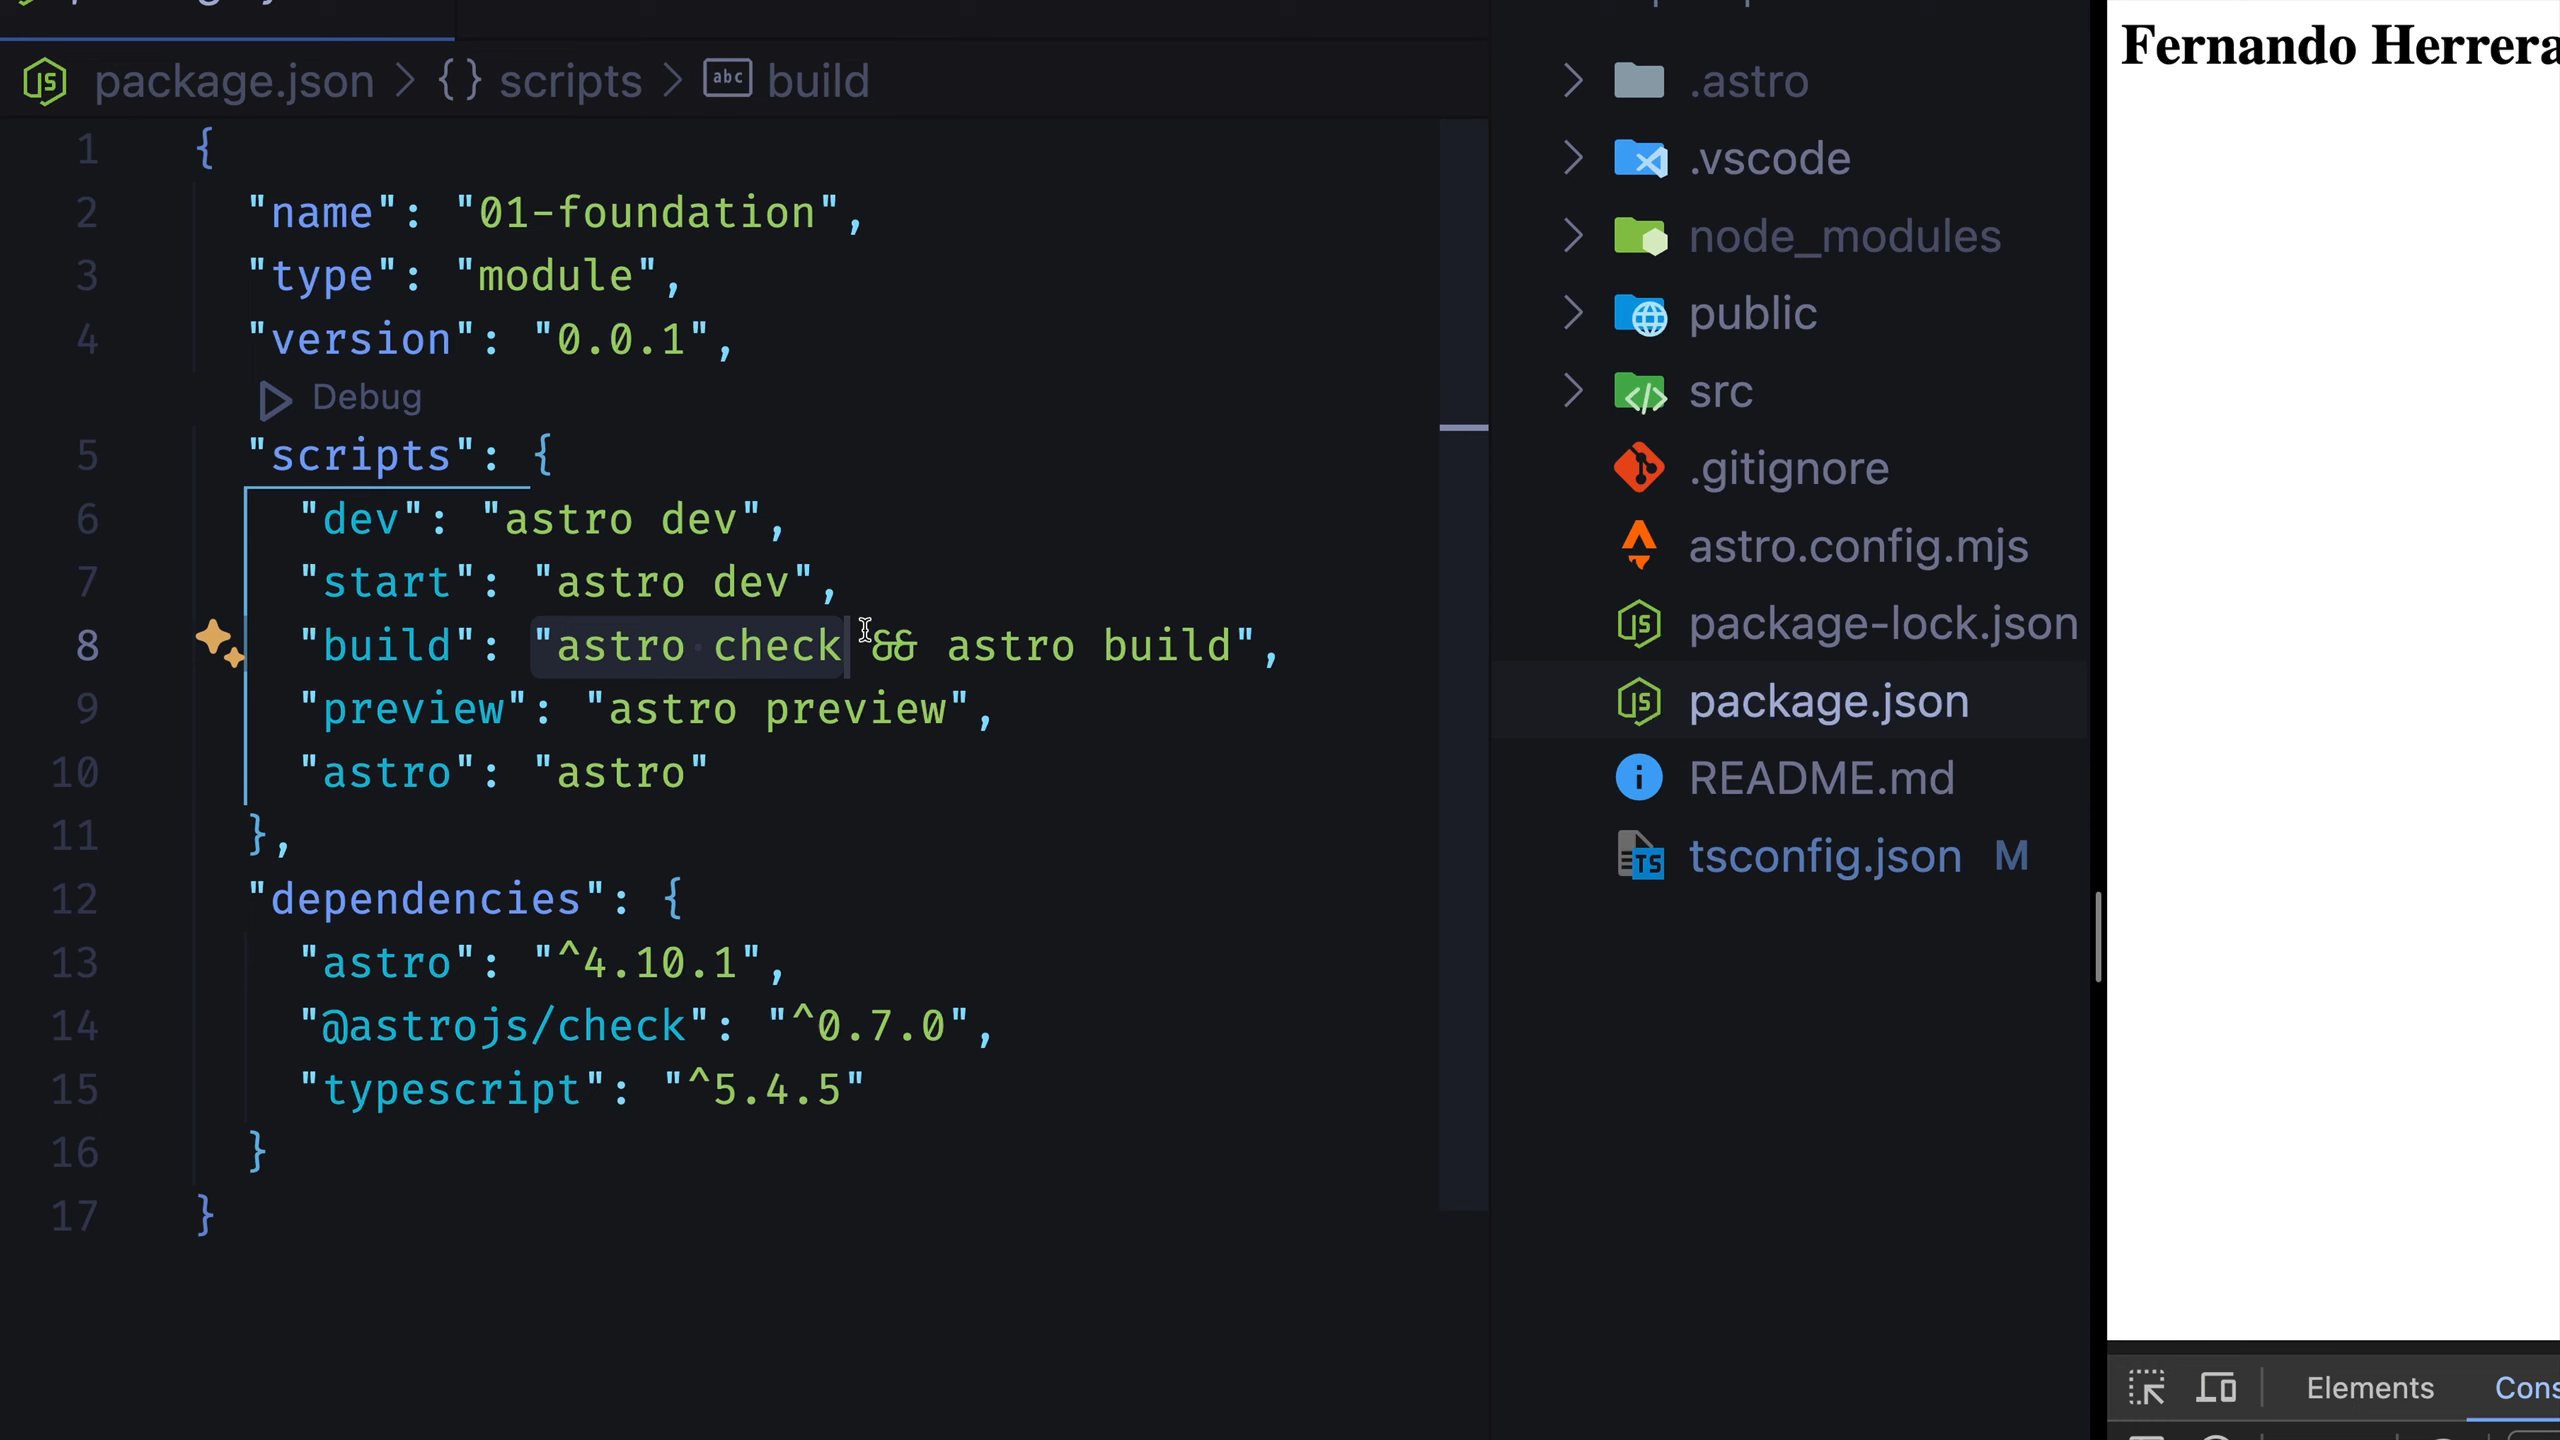 package.json > {} scripts > abc build
1 {
2 "name": "01-foundation",
3 "type": "module",
4 "version": "0.0.1",
Debug
5 "scripts": {
6 "dev": "astro dev",
7 "start": "astro dev",
8 "build": "astro check && astro build",
9 "preview": "astro preview",
10 "astro": "astro"
11 },
12 "dependencies": {
13 "astro": "^4.10.1",
14 "@astrojs/check": "^0.7.0",
15 "typescript": "^5.4.5"
16 }
17 }
.astro
.vscode
node_modules
public
src
.gitignore
astro.config.mjs
package-lock.json
package.json
README.md
tsconfig.json M
Fernando Herrera
Elements Cons